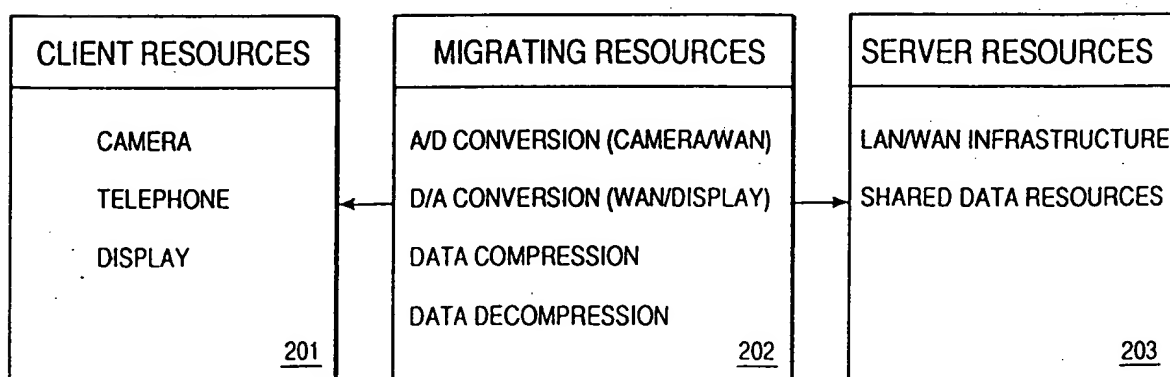 CLIENT RESOURCES
CAMERA
TELEPHONE
DISPLAY
201
MIGRATING RESOURCES
A/D CONVERSION (CAMERA/WAN)
D/A CONVERSION (WAN/DISPLAY)
DATA COMPRESSION
DATA DECOMPRESSION
202
SERVER RESOURCES
LAN/WAN INFRASTRUCTURE
SHARED DATA RESOURCES
203